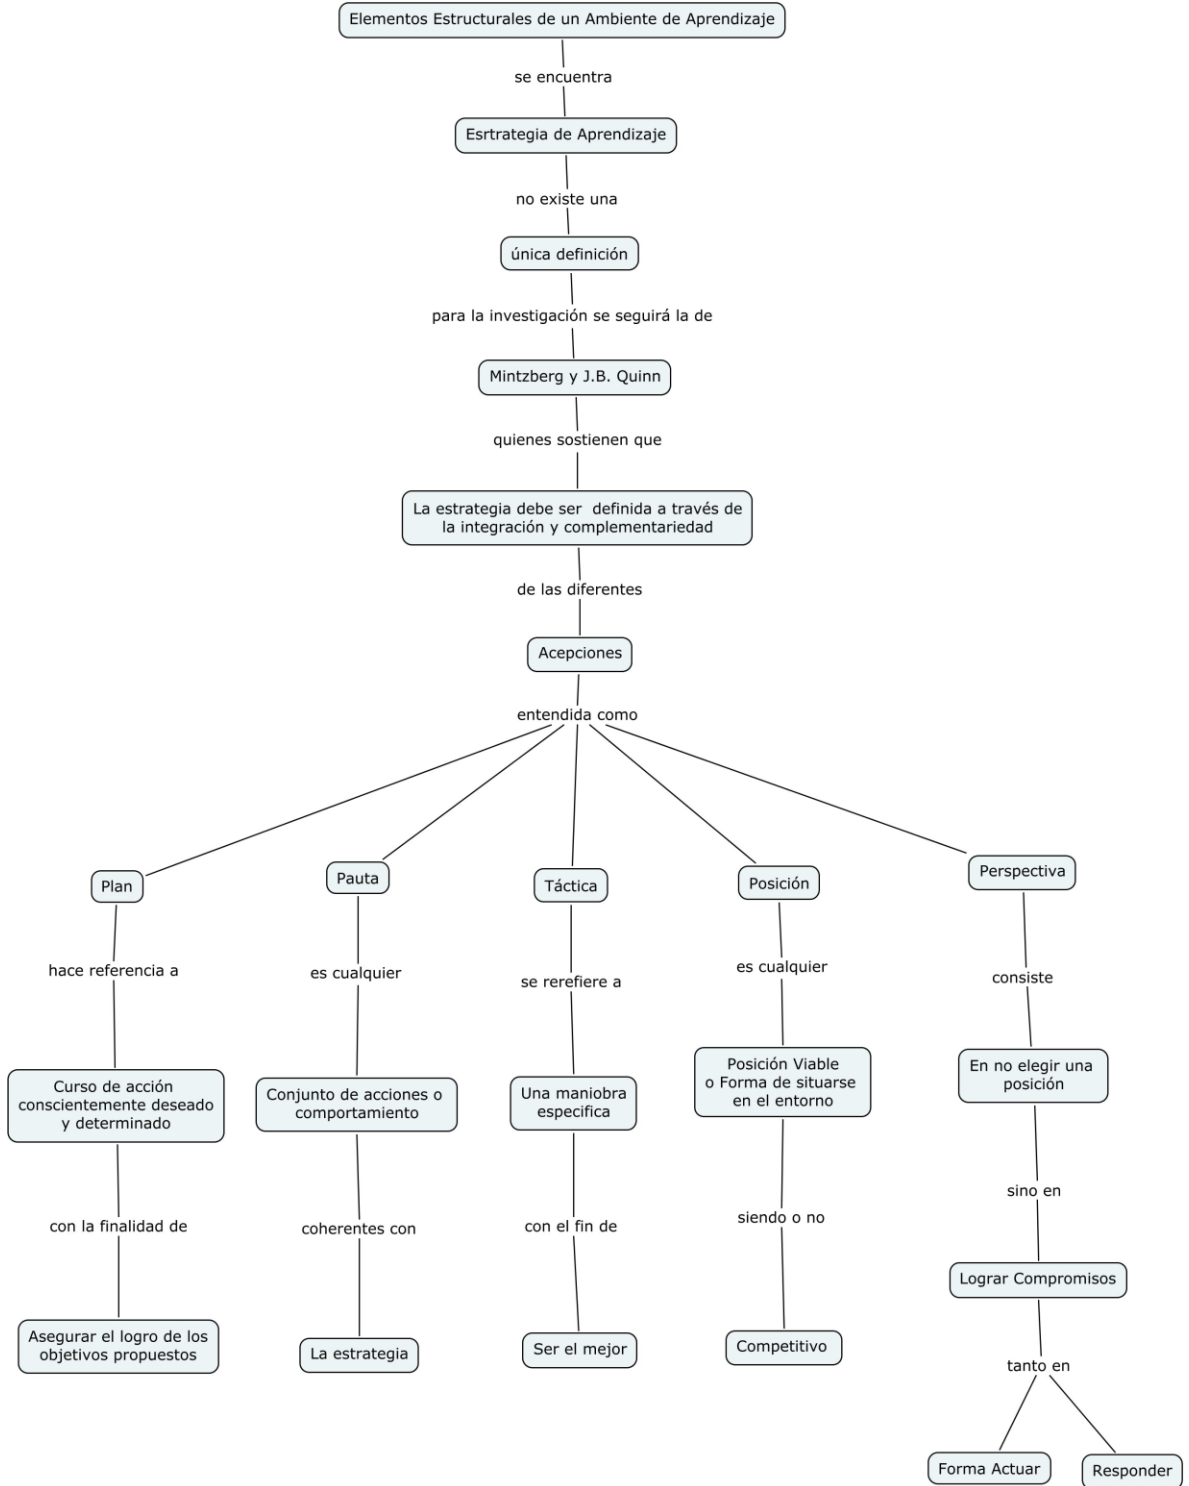 Elementos Estructurales de un Ambiente de Aprendizaje
se encuentra
Esrtrategia de Aprendizaje
no existe una
única definición
para la investigación se seguirá la de
Mintzberg y J.B. Quinn
quienes sostienen que
La estrategia debe ser definida a través de
la integración y complementariedad
de las diferentes
Acepciones
entendida como
Plan
hace referencia a
Curso de acción
conscientemente deseado
y determinado
con la finalidad de
Asegurar el logro de los
objetivos propuestos
Pauta
es cualquier
Conjunto de acciones o
comportamiento
coherentes con
La estrategia
Táctica
se rerefiere a
Una maniobra
especifica
con el fin de
Ser el mejor
Posición
es cualquier
Posición Viable
o Forma de situarse
en el entorno
siendo o no
Competitivo
Perspectiva
consiste
En no elegir una
posición
sino en
Lograr Compromisos
tanto en
Forma Actuar
Responder